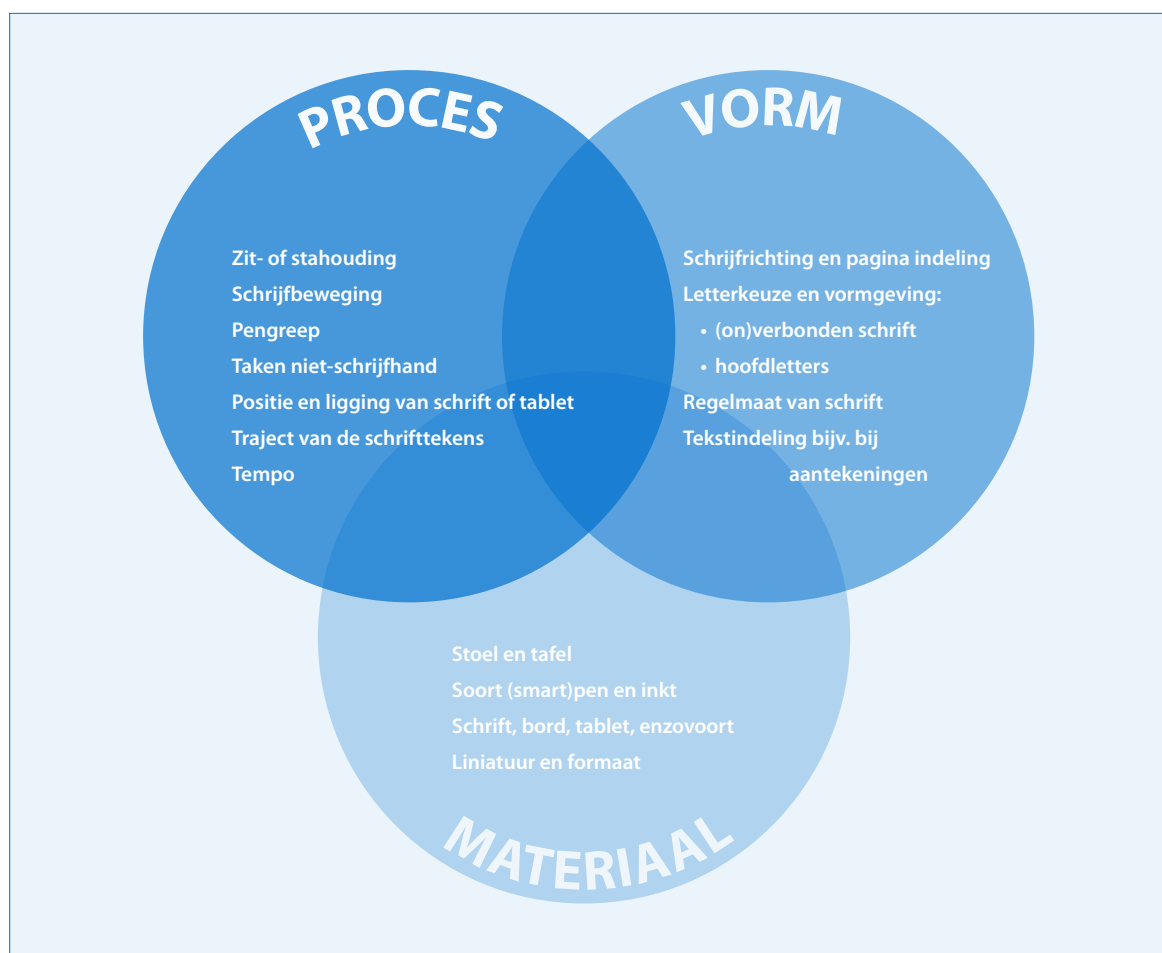 PROCES
Zit- of stahouding
Schrijfbeweging
Pengreep
Taken niet-schrijfhand
Positie en ligging van schrift of tablet
Traject van de schrifttekens
Tempo
VORM
Schrijfrichting en pagina indeling
Letterkeuze en vormgeving:
• (on)verbonden schrift
• hoofdletters
Regelmaat van schrift
Tekstindeling bijv. bij
aantekeningen
Stoel en tafel
Soort (smart)pen en inkt
Schrift, bord, tablet, enzovoort
Liniatuur en formaat
MATERIAAL